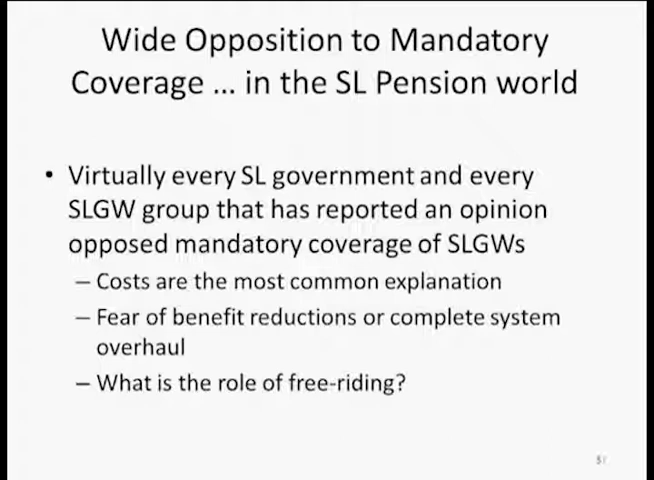 Wide Opposition to Mandatory
Coverage … in the SL Pension world
• Virtually every SL government and every
SLGW group that has reported an opinion
opposed mandatory coverage of SLGWs
– Costs are the most common explanation
– Fear of benefit reductions or complete system
overhaul
– What is the role of free-riding?